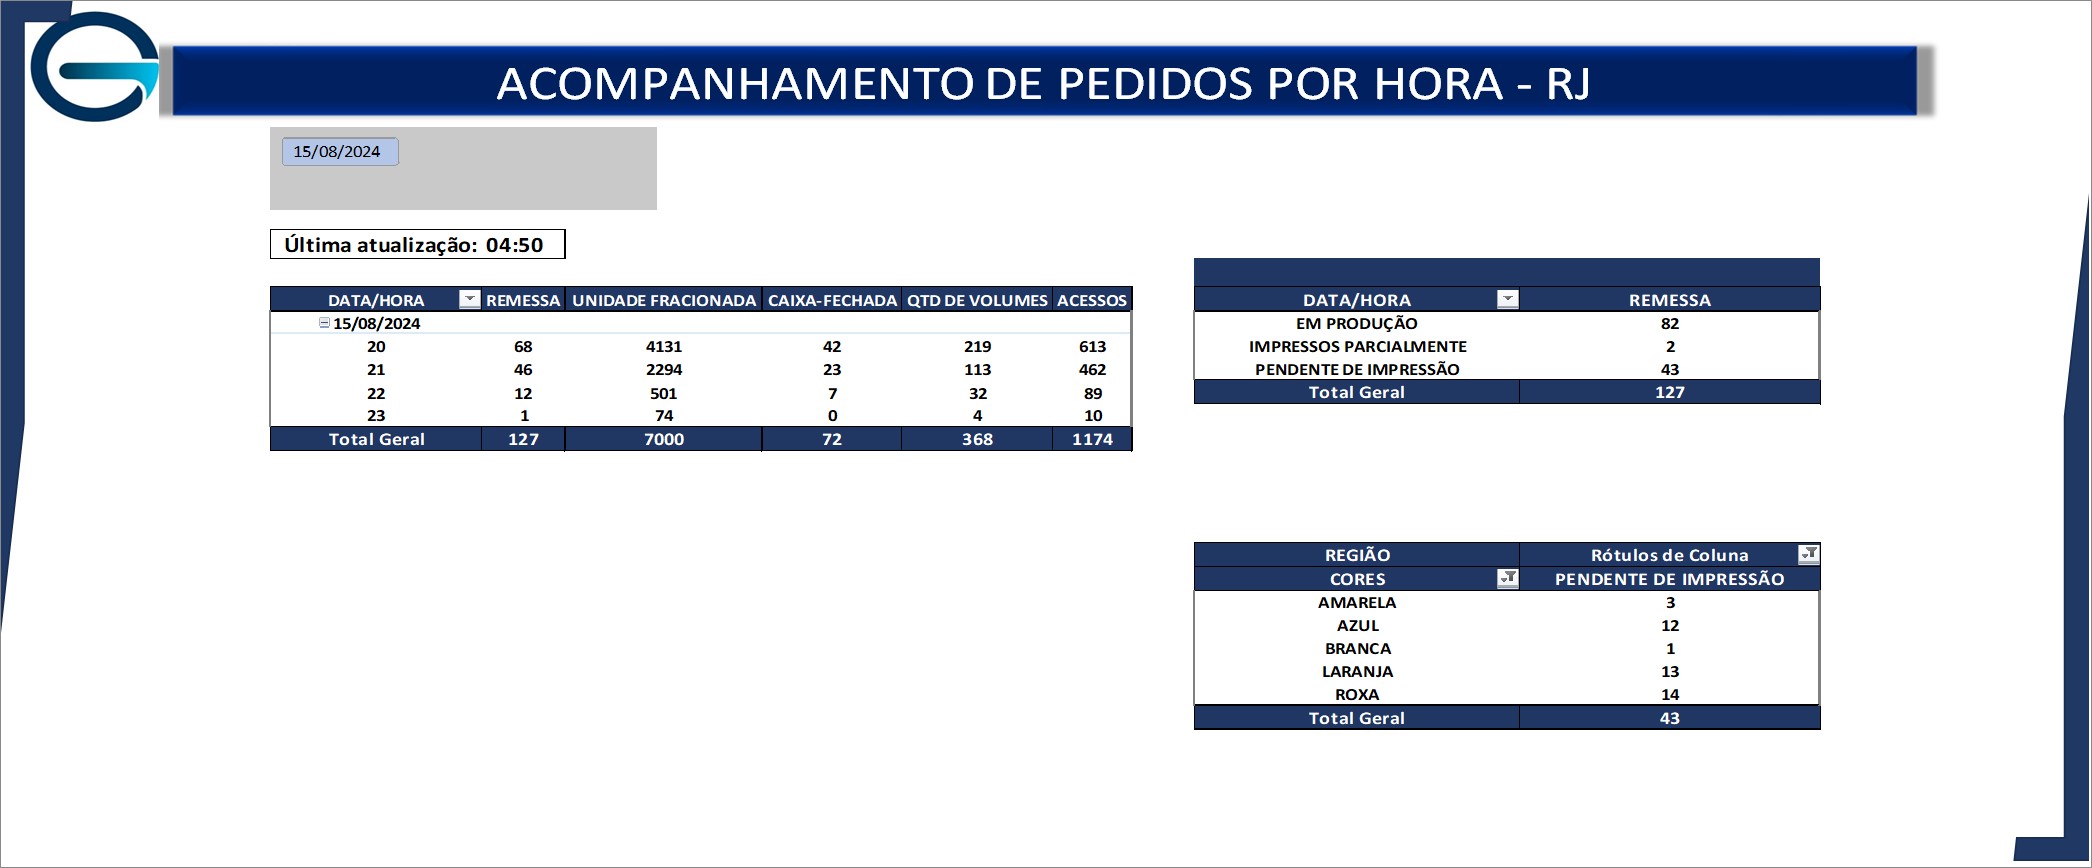 ACOMPANHAMENTO DE PEDIDOS POR HORA - RJ
15/08/2024
Última atualização: 04:50
DATA/HORA REMESSA UNIDADE FRACIONADA CAIXA-FECHADA QTD DE VOLUMES ACESSOS
15/08/2024
20 68 4131 42 219 613
21 46 2294 23 113 462
22 12 501 7 32 89
23 1 74 0 4 10
Total Geral 127 7000 72 368 1174
DATA/HORA REMESSA
EM PRODUÇÃO 82
IMPRESSOS PARCIALMENTE 2
PENDENTE DE IMPRESSÃO 43
Total Geral 127
REGIÃO Rótulos de Coluna
CORES PENDENTE DE IMPRESSÃO
AMARELA 3
AZUL 12
BRANCA 1
LARANJA 13
ROXA 14
Total Geral 43